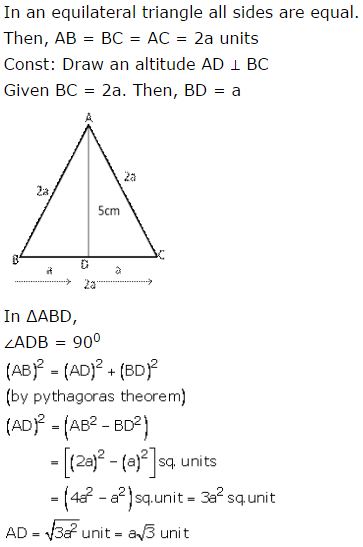 In an equilateral triangle all sides are equal.
Then, AB = BC = AC = 2a units
Const: Draw an altitude AD ⊥ BC
Given BC = 2a. Then, BD = a
A
2a
2a
5cm
B
D
C
a
a
2a
In ΔABD,
∠ADB = 90⁰
(AB)² = (AD)² + (BD)²
(by pythagoras theorem)
(AD)² = (AB² − BD²)
= [(2a)² − (a)²] sq. units
= (4a² − a²) sq.unit = 3a² sq.unit
AD = √3a² unit = a√3 unit